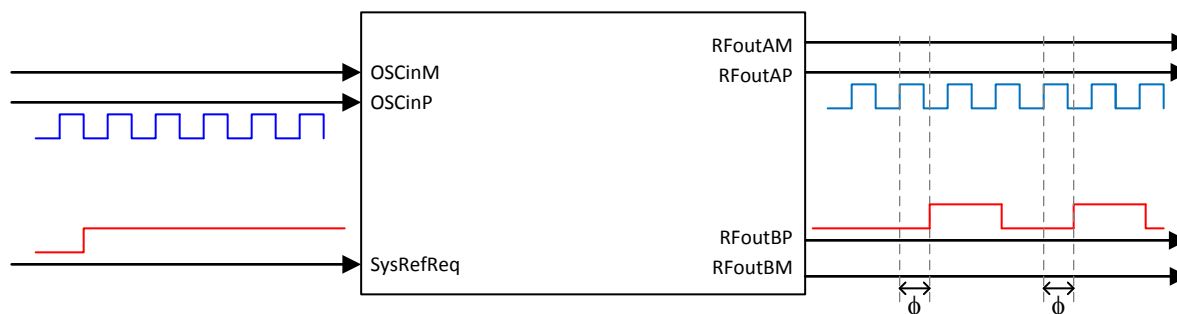 OSCinM
OSCinP
SysRefReq
RFoutAM
RFoutAP
RFoutBP
RFoutBM
ϕ
ϕ